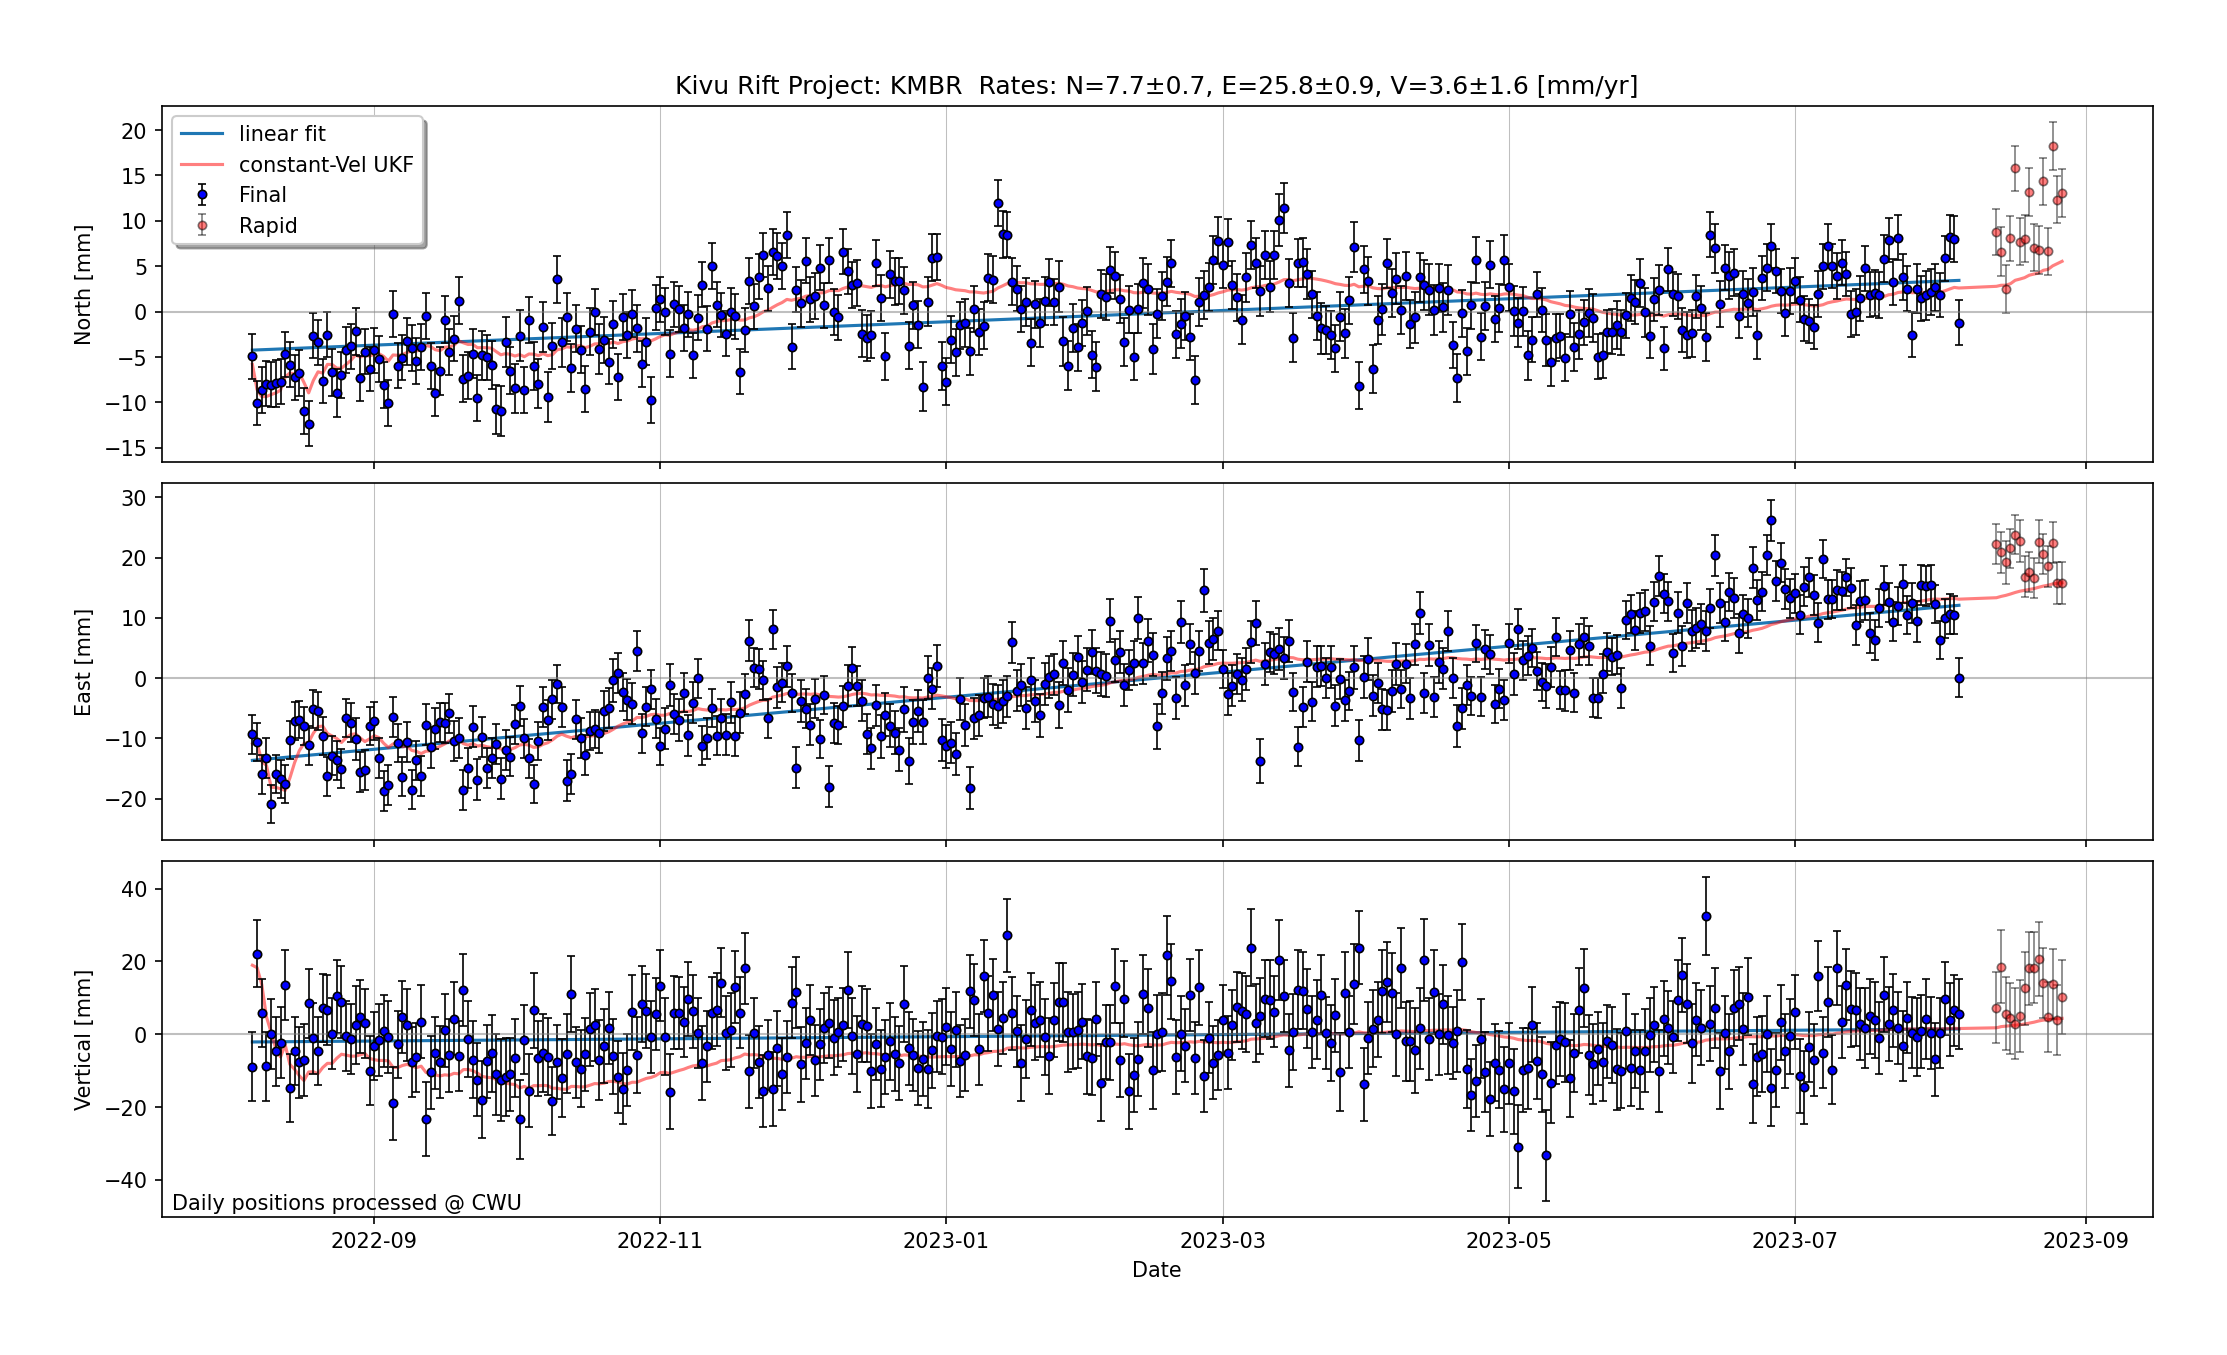 Kivu Rift Project: KMBR  Rates: N=7.7±0.7, E=25.8±0.9, V=3.6±1.6 [mm/yr]
linear fit
constant-Vel UKF
Final
Rapid
North [mm]
20
15
10
5
0
−5
−10
−15
East [mm]
30
20
10
0
−10
−20
Vertical [mm]
40
20
0
−20
−40
Daily positions processed @ CWU
2022-09 2022-11 2023-01 2023-03 2023-05 2023-07 2023-09
Date